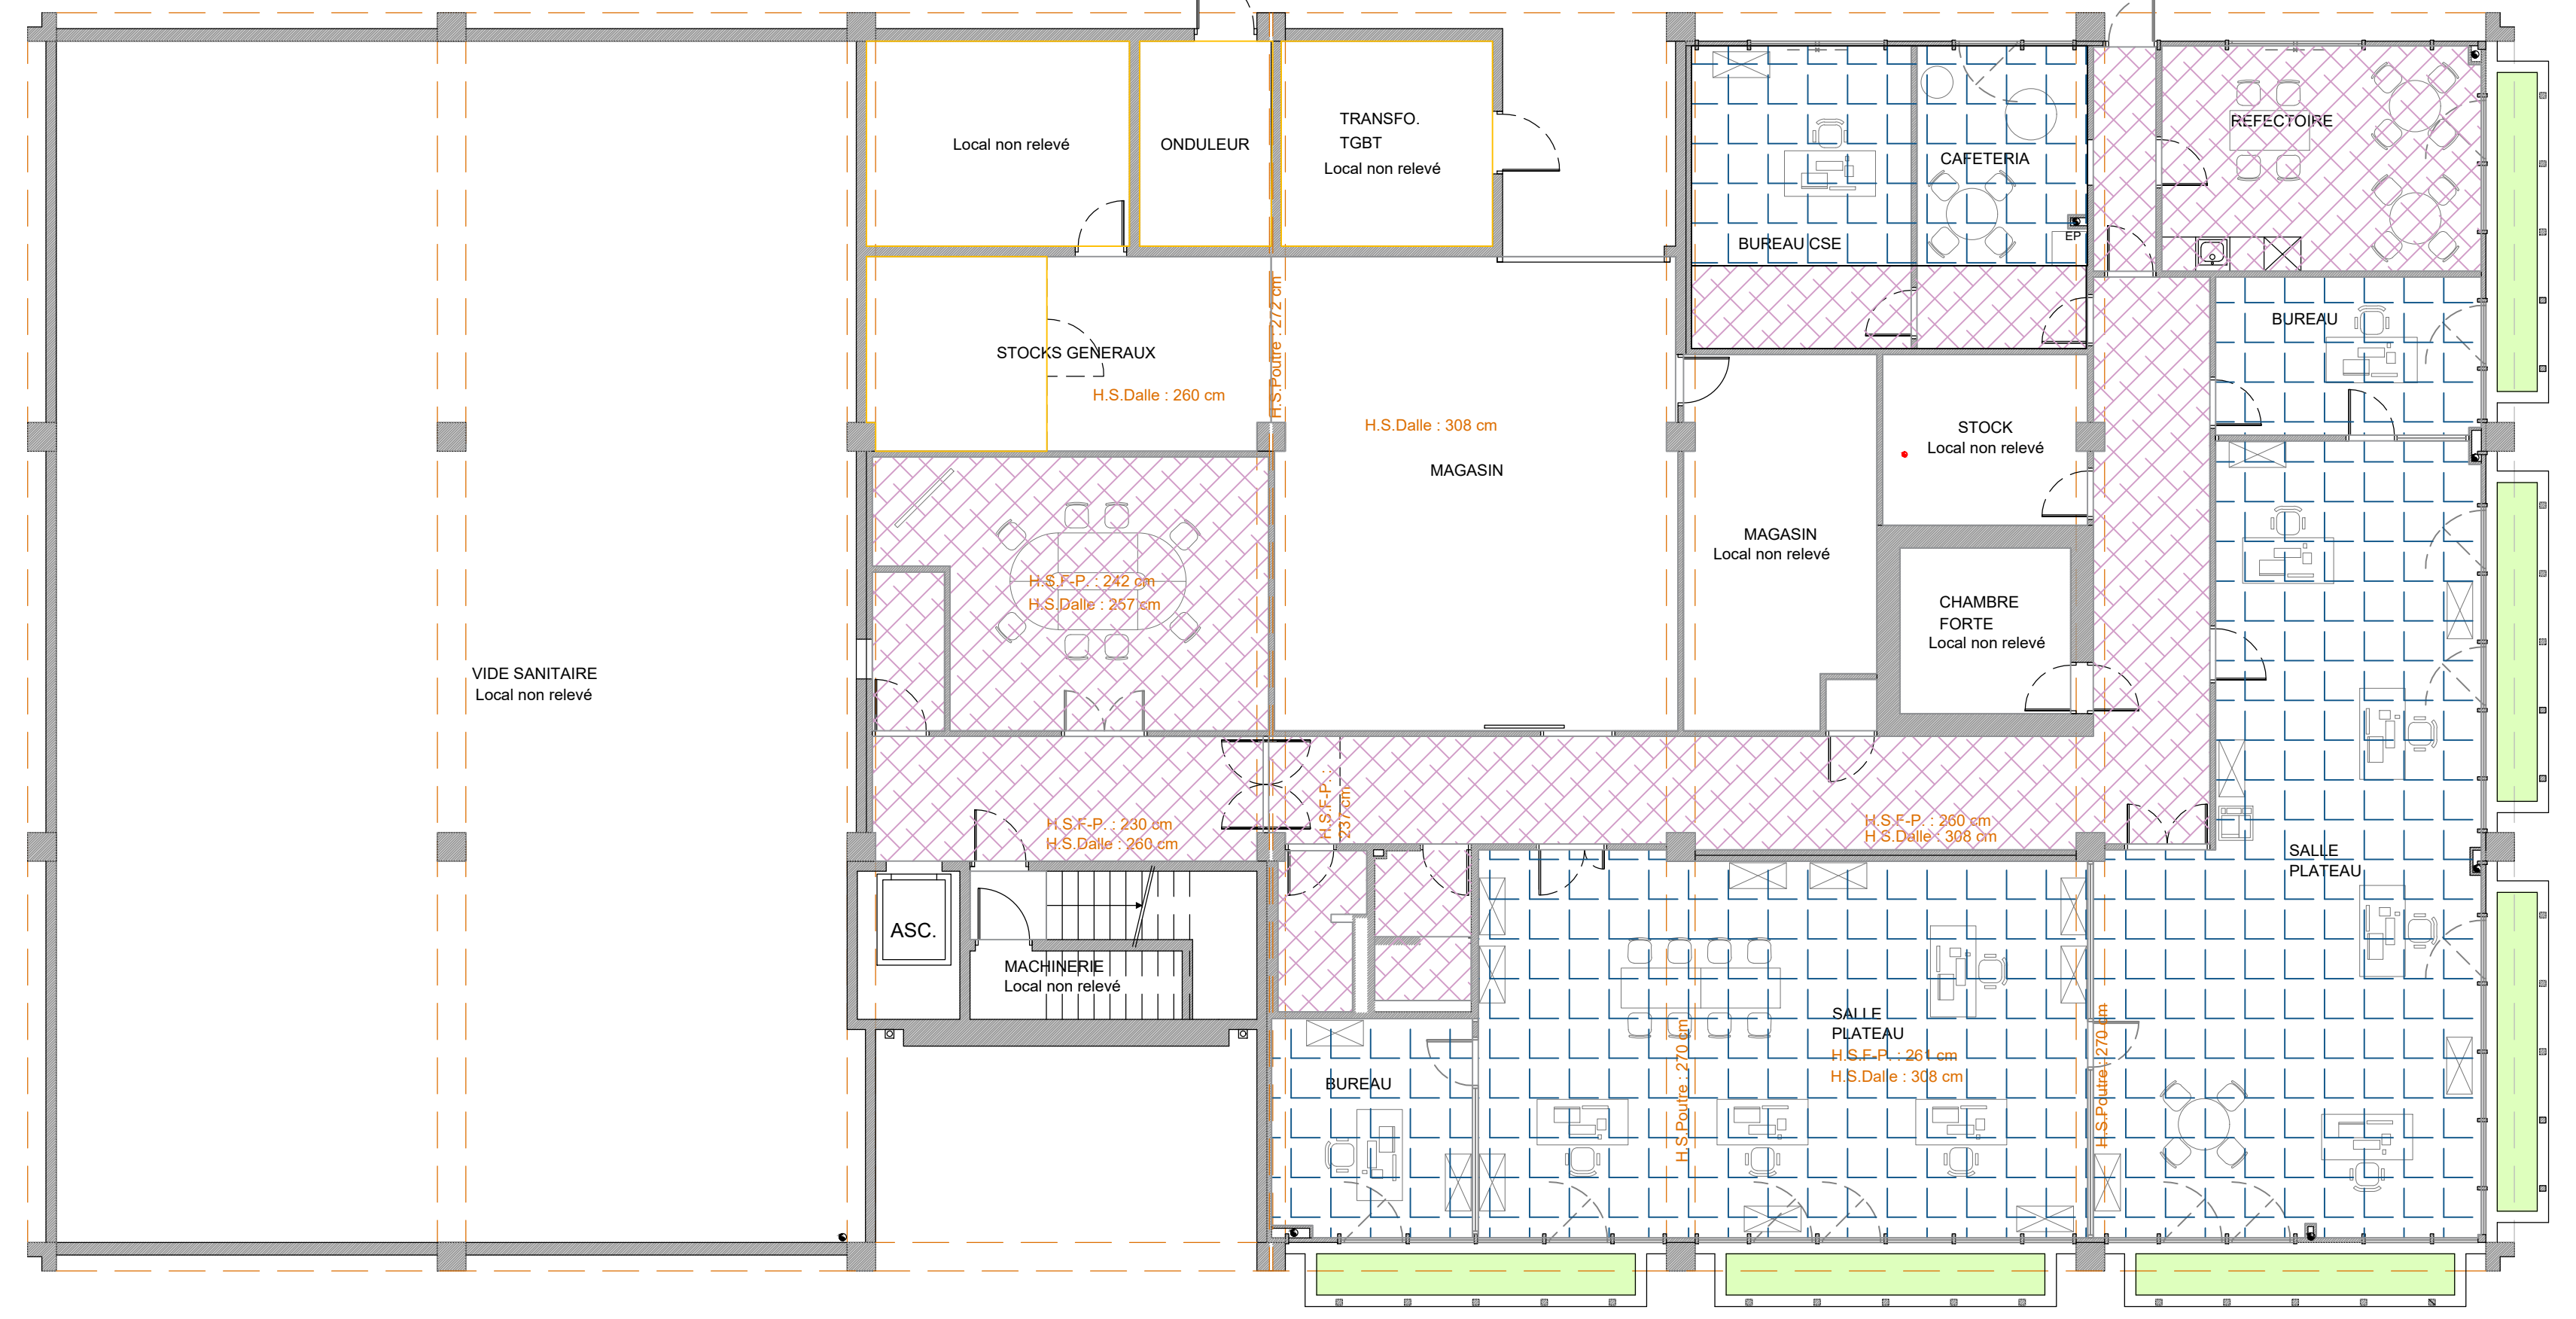 Local non relevé
ONDULEUR
TRANSFO.
TGBT
Local non relevé
BUREAU CSE
CAFETERIA
EP
REFECTOIRE
BUREAU
STOCKS GENERAUX
H.S.Dalle : 260 cm
H.S.Poutre : 272 cm
H.S.Dalle : 308 cm
MAGASIN
STOCK
Local non relevé
MAGASIN
Local non relevé
CHAMBRE
FORTE
Local non relevé
H.S.F-P. : 242 cm
H.S.Dalle : 257 cm
VIDE SANITAIRE
Local non relevé
H.S.F-P. : 230 cm
H.S.Dalle : 260 cm
H.S.F-P. :
237 cm
H.S.F-P. : 260 cm
H.S.Dalle : 308 cm
SALLE
PLATEAU
ASC.
MACHINERIE
Local non relevé
SALLE
PLATEAU
H.S.F-P. : 261 cm
H.S.Dalle : 308 cm
H.S.Poutre : 270 cm
H.S.Poutre : 270 cm
BUREAU